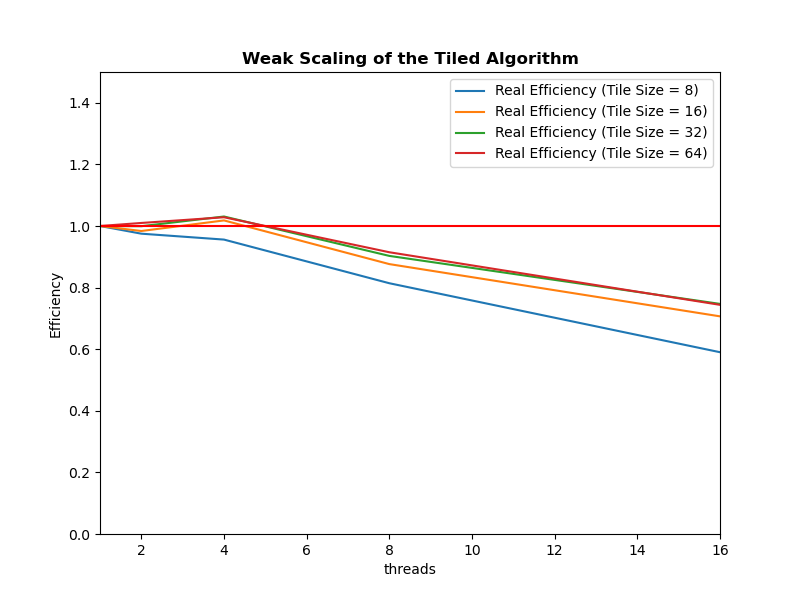 Weak Scaling of the Tiled Algorithm
Real Efficiency (Tile Size = 8)
Real Efficiency (Tile Size = 16)
Real Efficiency (Tile Size = 32)
Real Efficiency (Tile Size = 64)
1.4
1.2
1.0
0.8
0.6
0.4
0.2
0.0
Efficiency
2 4 6 8 10 12 14 16
threads